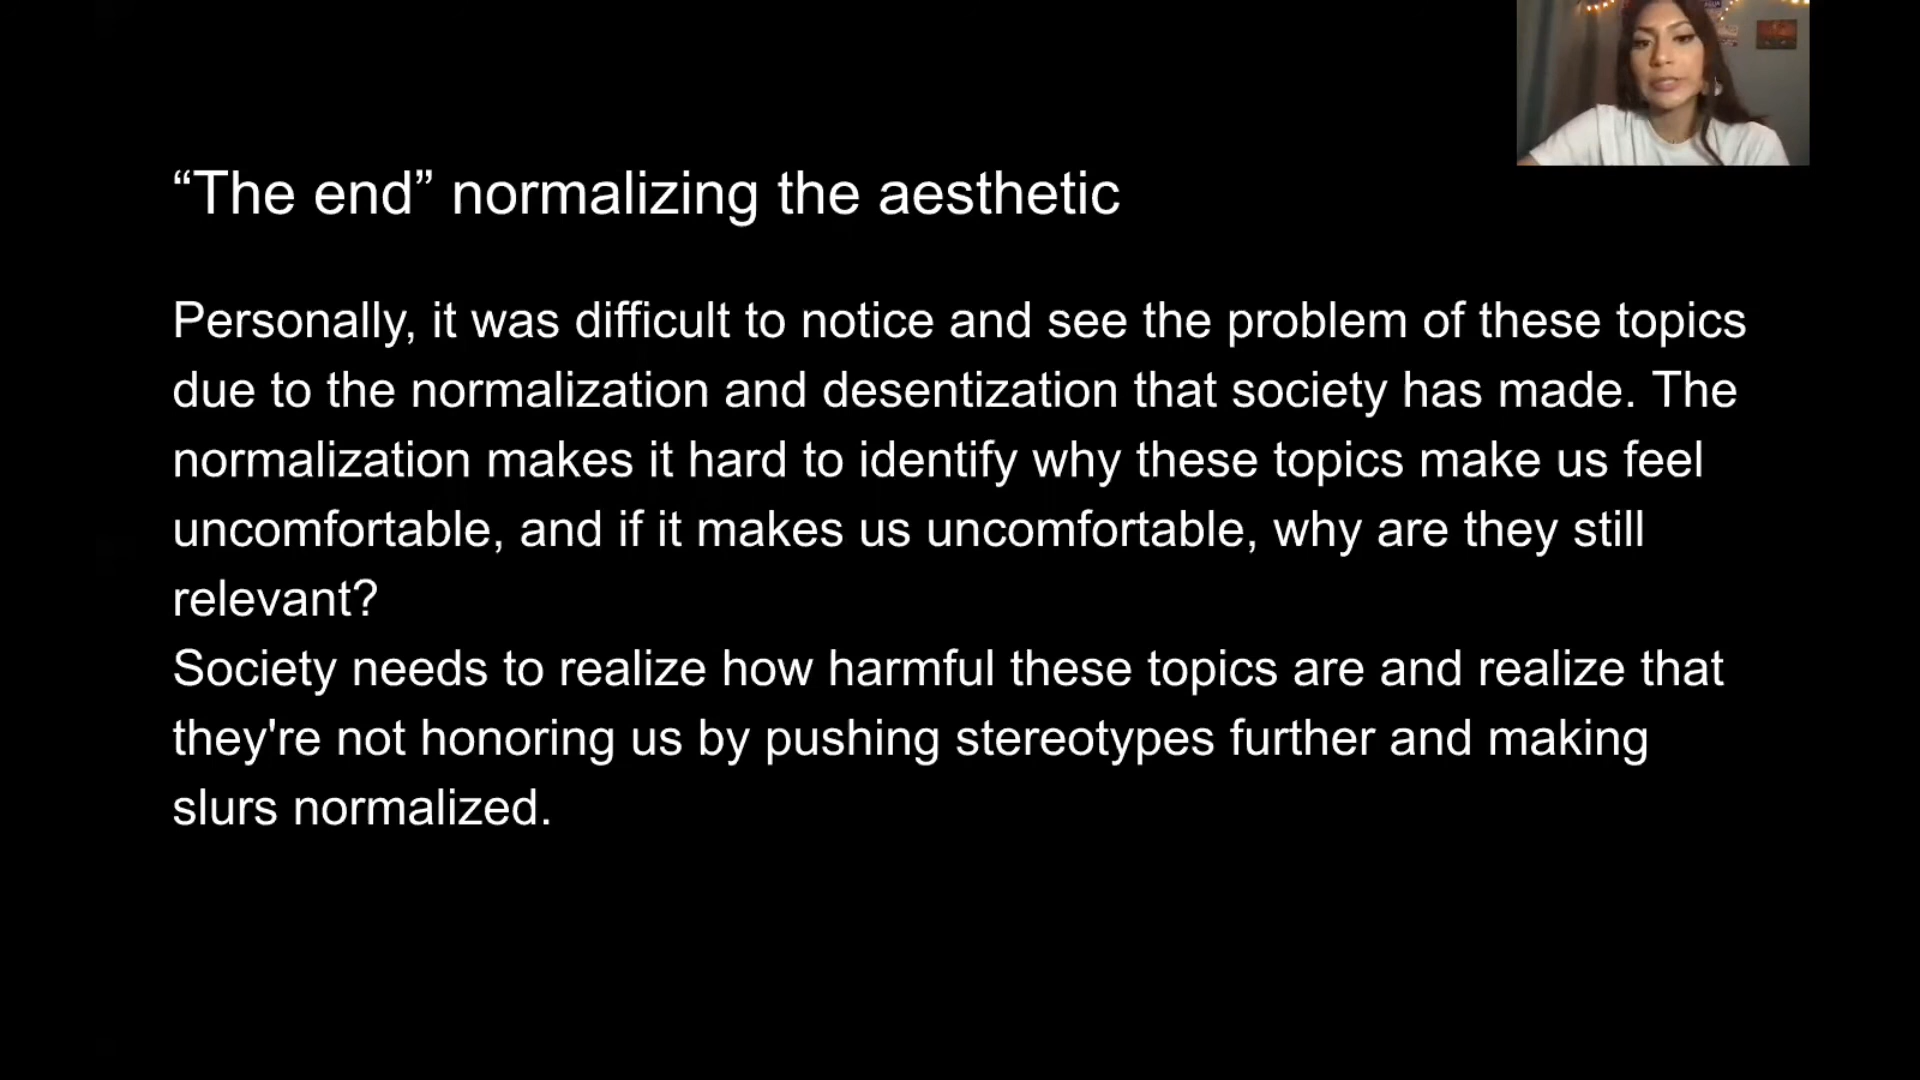 “The end” normalizing the aesthetic
Personally, it was difficult to notice and see the problem of these topics
due to the normalization and desentization that society has made. The
normalization makes it hard to identify why these topics make us feel
uncomfortable, and if it makes us uncomfortable, why are they still
relevant?
Society needs to realize how harmful these topics are and realize that
they're not honoring us by pushing stereotypes further and making
slurs normalized.